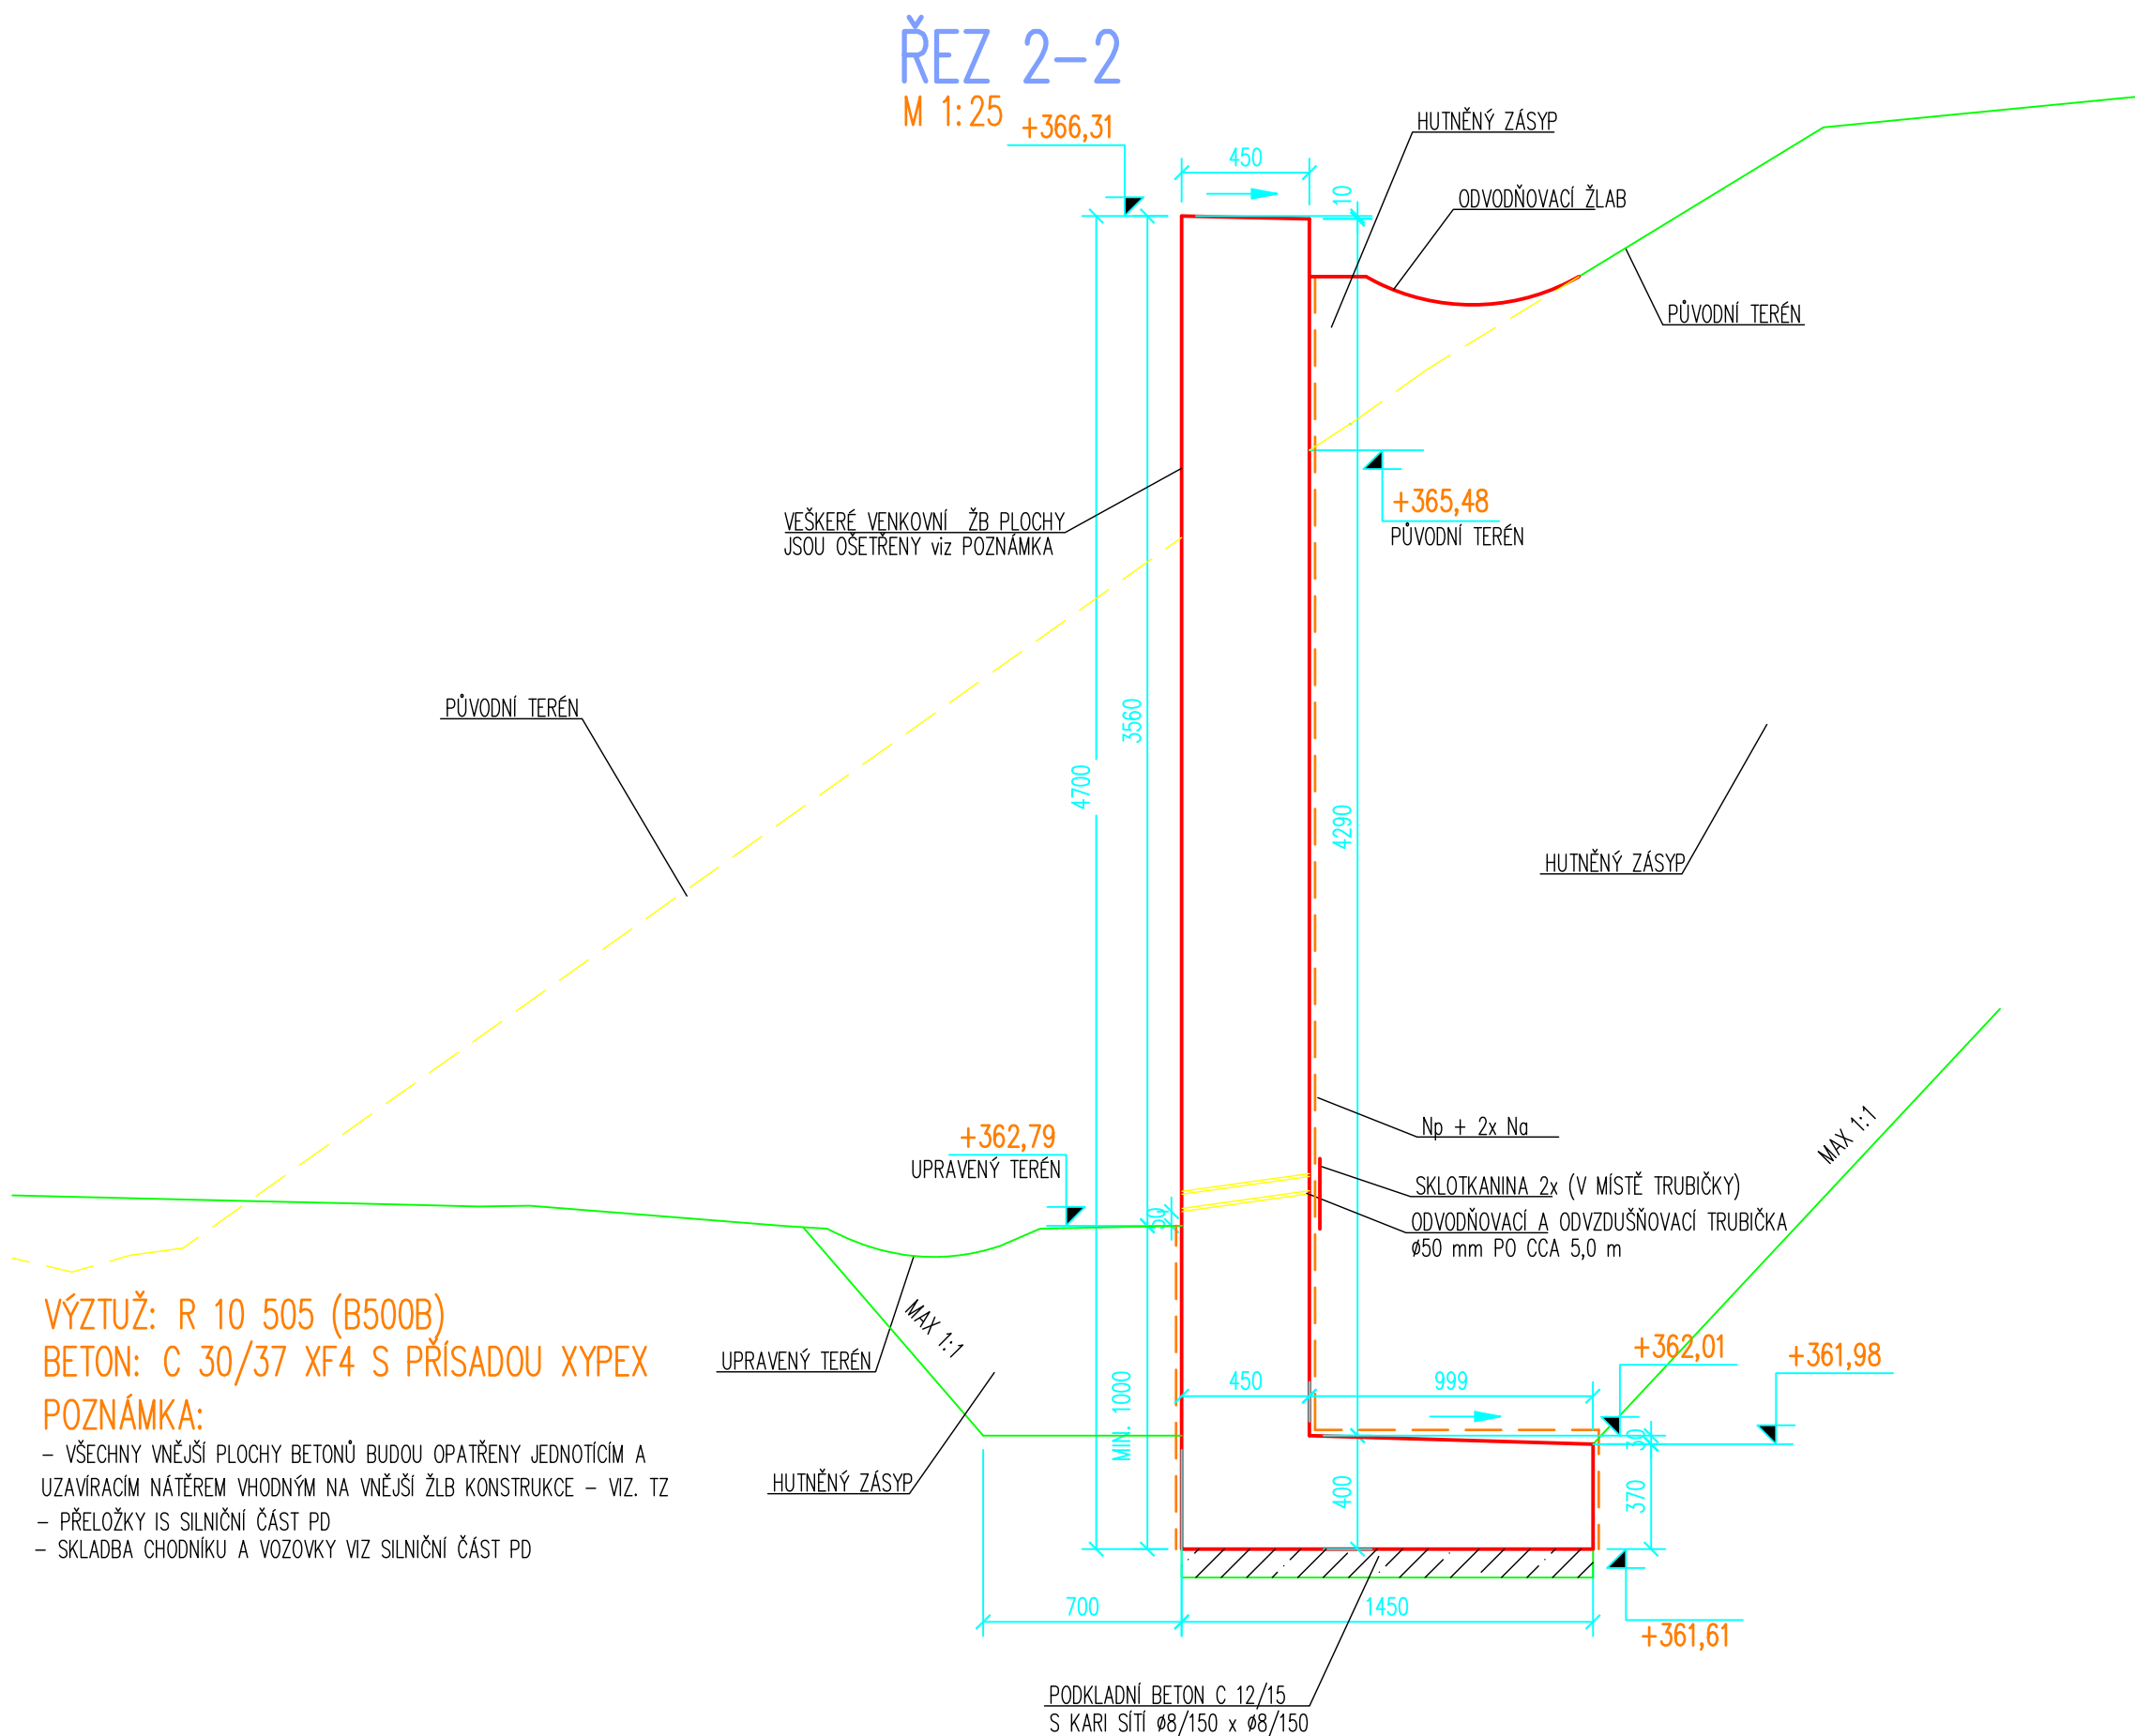 ŘEZ 2-2
M 1:25
+366,31
450
10
HUTNĚNÝ ZÁSYP
ODVODŇOVACÍ ŽLAB
PŮVODNÍ TERÉN
+365,48
PŮVODNÍ TERÉN
VEŠKERÉ VENKOVNÍ ŽB PLOCHY
JSOU OŠETŘENY viz POZNÁMKA
PŮVODNÍ TERÉN
3560
4700
4290
HUTNĚNÝ ZÁSYP
Np + 2x Na
MAX 1:1
+362,79
UPRAVENÝ TERÉN
SKLOTKANINA 2x (V MÍSTĚ TRUBIČKY)
50
ODVODŇOVACÍ A ODVZDUŠŇOVACÍ TRUBIČKA
ø50 mm PO CCA 5,0 m
VÝZTUŽ: R 10 505 (B500B)
BETON: C 30/37 XF4 S PŘÍSADOU XYPEX
POZNÁMKA:
- VŠECHNY VNĚJŠÍ PLOCHY BETONŮ BUDOU OPATŘENY JEDNOTÍCÍM A
UZAVÍRACÍM NÁTĚREM VHODNÝM NA VNĚJŠÍ ŽLB KONSTRUKCE - VIZ. TZ
- PŘELOŽKY IS SILNIČNÍ ČÁST PD
- SKLADBA CHODNÍKU A VOZOVKY VIZ SILNIČNÍ ČÁST PD
MAX 1:1
UPRAVENÝ TERÉN
HUTNĚNÝ ZÁSYP
MIN. 1000
450
999
+362,01
+361,98
30
400
370
700
1450
+361,61
PODKLADNÍ BETON C 12/15
S KARI SÍTÍ ø8/150 x ø8/150